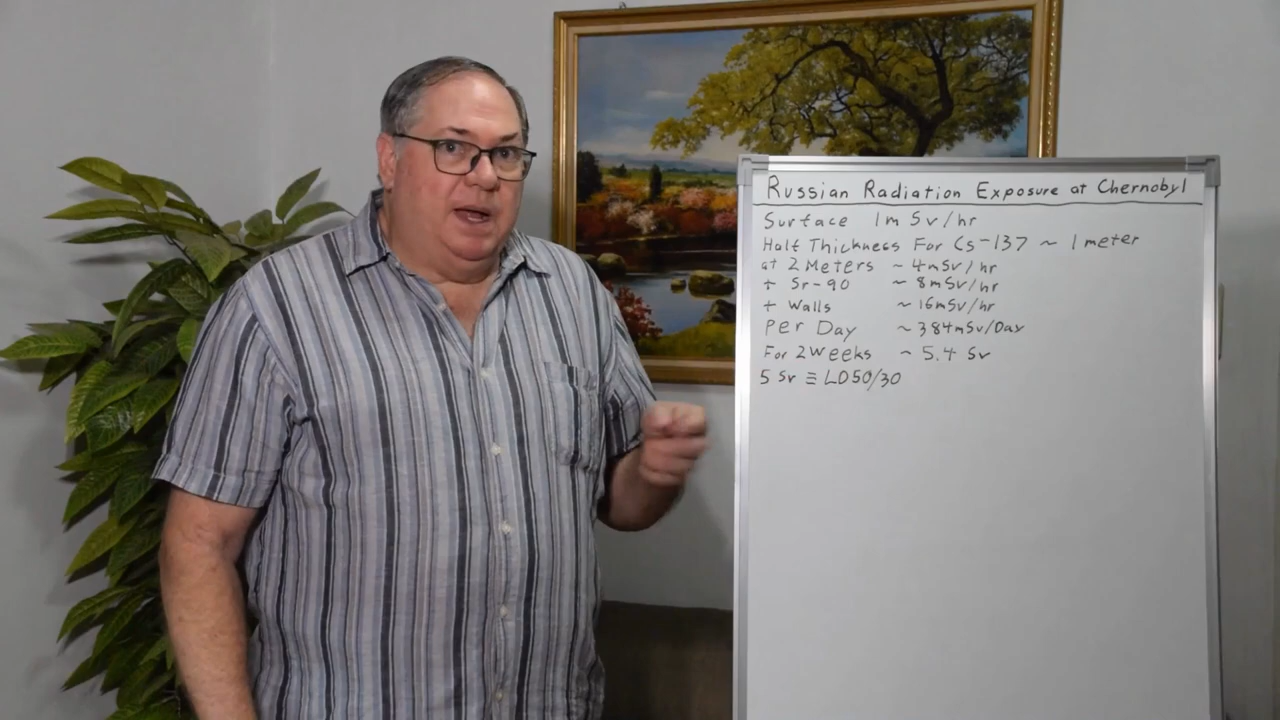 Russian Radiation Exposure at Chernobyl
Surface 1mSv/hr
Half Thickness For Cs-137 ~ 1 meter
at 2 Meters ~ 4mSv/hr
+ Sr-90 ~ 8mSv/hr
+ Walls ~ 16mSv/hr
Per Day ~ 384mSv/Day
For 2 Weeks ~ 5.4 Sv
5 Sv ≡ LD50/30